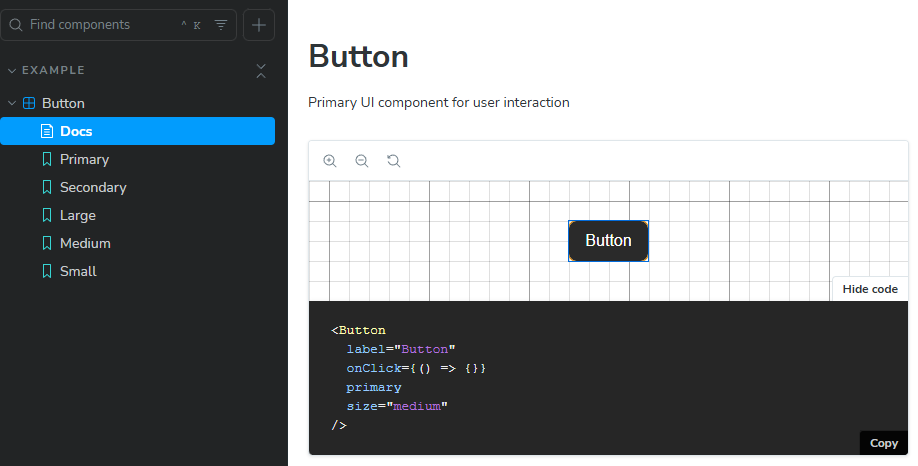 Find components
^ K
EXAMPLE
Button
Docs
Primary
Secondary
Large
Medium
Small
Button
Primary UI component for user interaction
Button
Hide code
<Button
  label="Button"
  onClick={() => {}}
  primary
  size="medium"
/>
Copy